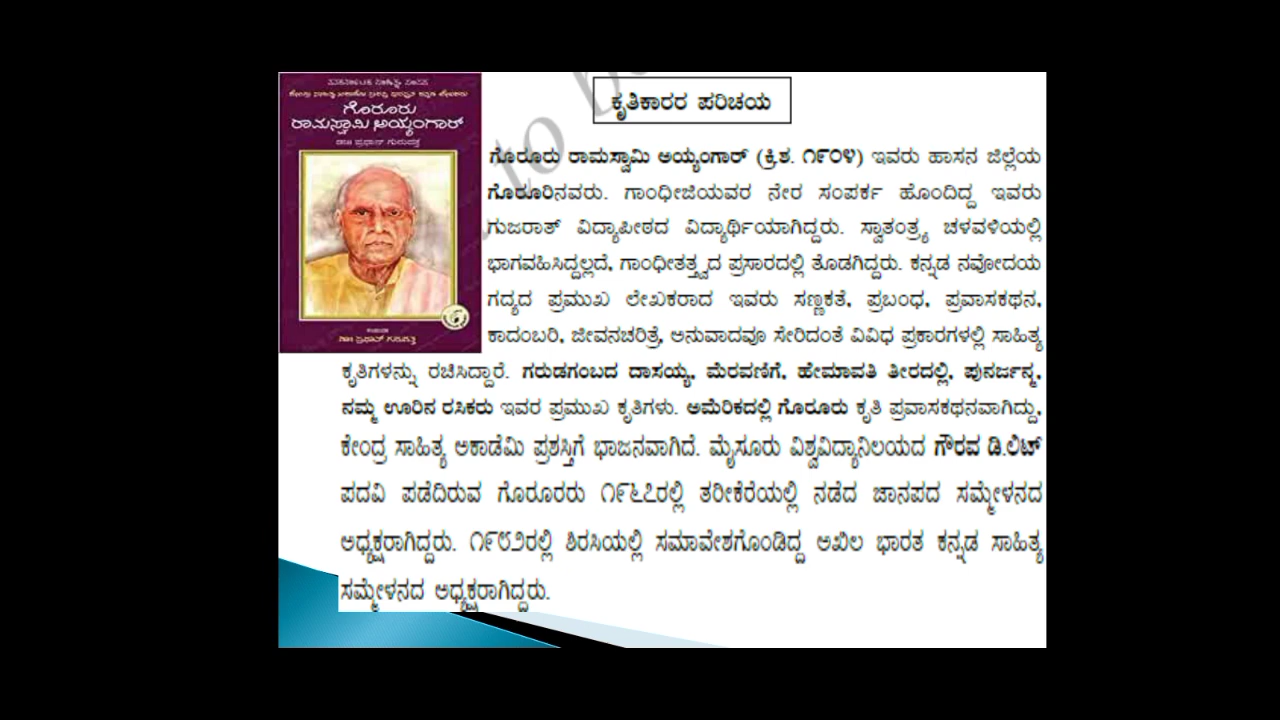 ಗೊರೂರು
ರಾಮಸ್ವಾಮಿ ಅಯ್ಯಂಗಾರ್
ಡಾ॥ ಪ್ರಧಾನ್ ಗುರುದತ್ತ
ಡಾ॥ ಪ್ರಧಾನ್ ಗುರುದತ್ತ
to b
ಕೃತಿಕಾರರ ಪರಿಚಯ
ಗೊರೂರು ರಾಮಸ್ವಾಮಿ ಅಯ್ಯಂಗಾರ್ (ಕ್ರಿ.ಶ. ೧೯೦೪) ಇವರು ಹಾಸನ ಜಿಲ್ಲೆಯ
ಗೊರೂರಿನವರು. ಗಾಂಧೀಜಿಯವರ ನೇರ ಸಂಪರ್ಕ ಹೊಂದಿದ್ದ ಇವರು
ಗುಜರಾತ್ ವಿದ್ಯಾಪೀಠದ ವಿದ್ಯಾರ್ಥಿಯಾಗಿದ್ದರು. ಸ್ವಾತಂತ್ರ್ಯ ಚಳವಳಿಯಲ್ಲಿ
ಭಾಗವಹಿಸಿದ್ದಲ್ಲದೆ, ಗಾಂಧೀತತ್ತ್ವದ ಪ್ರಸಾರದಲ್ಲಿ ತೊಡಗಿದ್ದರು. ಕನ್ನಡ ನವೋದಯ
ಗದ್ಯದ ಪ್ರಮುಖ ಲೇಖಕರಾದ ಇವರು ಸಣ್ಣಕತೆ, ಪ್ರಬಂಧ, ಪ್ರವಾಸಕಥನ,
ಕಾದಂಬರಿ, ಜೀವನಚರಿತ್ರೆ, ಅನುವಾದವೂ ಸೇರಿದಂತೆ ವಿವಿಧ ಪ್ರಕಾರಗಳಲ್ಲಿ ಸಾಹಿತ್ಯ
ಕೃತಿಗಳನ್ನು ರಚಿಸಿದ್ದಾರೆ. ಗರುಡಗಂಬದ ದಾಸಯ್ಯ, ಮೆರವಣಿಗೆ, ಹೇಮಾವತಿ ತೀರದಲ್ಲಿ, ಪುನರ್ಜನ್ಮ,
ನಮ್ಮ ಊರಿನ ರಸಿಕರು ಇವರ ಪ್ರಮುಖ ಕೃತಿಗಳು. ಅಮೆರಿಕದಲ್ಲಿ ಗೊರೂರು ಕೃತಿ ಪ್ರವಾಸಕಥನವಾಗಿದ್ದು,
ಕೇಂದ್ರ ಸಾಹಿತ್ಯ ಅಕಾಡೆಮಿ ಪ್ರಶಸ್ತಿಗೆ ಭಾಜನವಾಗಿದೆ. ಮೈಸೂರು ವಿಶ್ವವಿದ್ಯಾನಿಲಯದ ಗೌರವ ಡಿ.ಲಿಟ್
ಪದವಿ ಪಡೆದಿರುವ ಗೊರೂರರು ೧೯೬೭ರಲ್ಲಿ ತರೀಕೆರೆಯಲ್ಲಿ ನಡೆದ ಜಾನಪದ ಸಮ್ಮೇಳನದ
ಅಧ್ಯಕ್ಷರಾಗಿದ್ದರು. ೧೯೮೨ರಲ್ಲಿ ಶಿರಸಿಯಲ್ಲಿ ಸಮಾವೇಶಗೊಂಡಿದ್ದ ಅಖಿಲ ಭಾರತ ಕನ್ನಡ ಸಾಹಿತ್ಯ
ಸಮ್ಮೇಳನದ ಅಧ್ಯಕ್ಷರಾಗಿದ್ದರು.